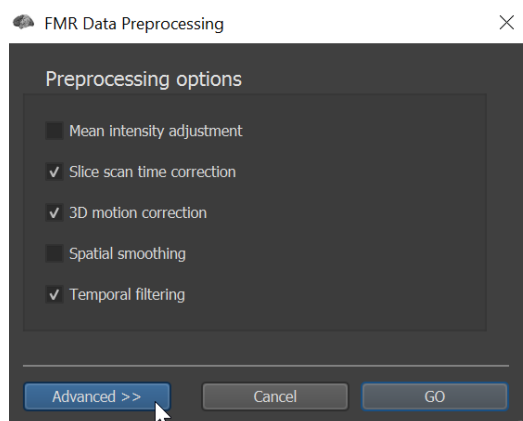 FMR Data Preprocessing
Preprocessing options
Mean intensity adjustment
Slice scan time correction
3D motion correction
Spatial smoothing
Temporal filtering
Advanced >> Cancel GO